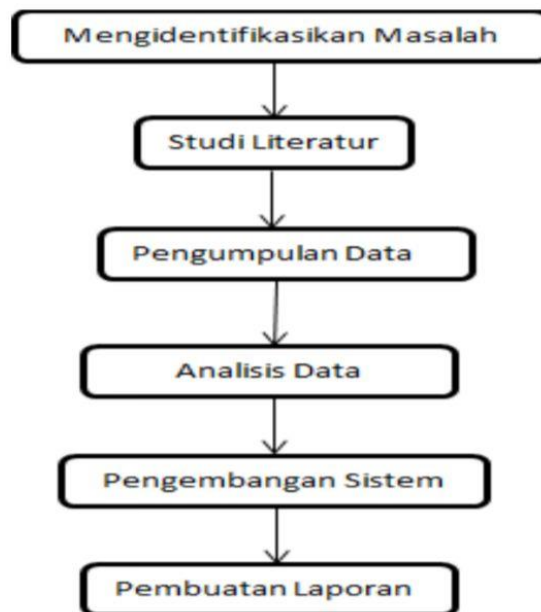 Mengidentifikasikan Masalah
Studi Literatur
Pengumpulan Data
Analisis Data
Pengembangan Sistem
Pembuatan Laporan